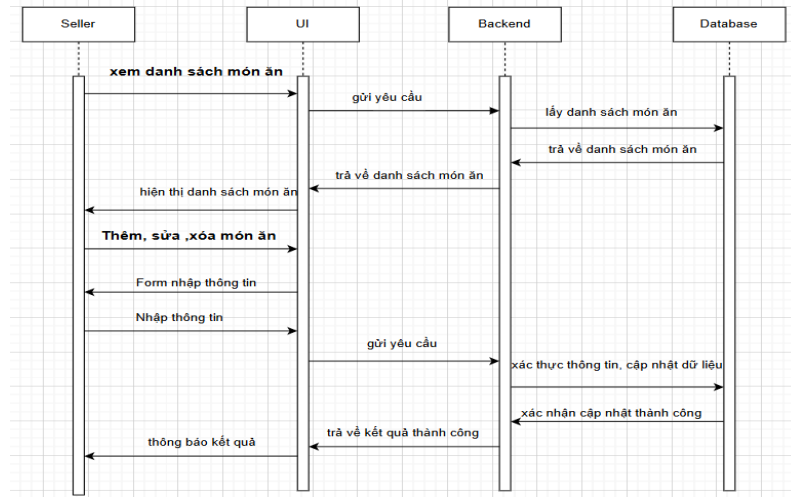 Seller
UI
Backend
Database
xem danh sách món ăn
gửi yêu cầu
lấy danh sách món ăn
trả về danh sách món ăn
trả về danh sách món ăn
hiện thị danh sách món ăn
Thêm, sửa ,xóa món ăn
Form nhập thông tin
Nhập thông tin
gửi yêu cầu
xác thực thông tin, cập nhật dữ liệu
xác nhận cập nhật thành công
trả về kết quả thành công
thông báo kết quả